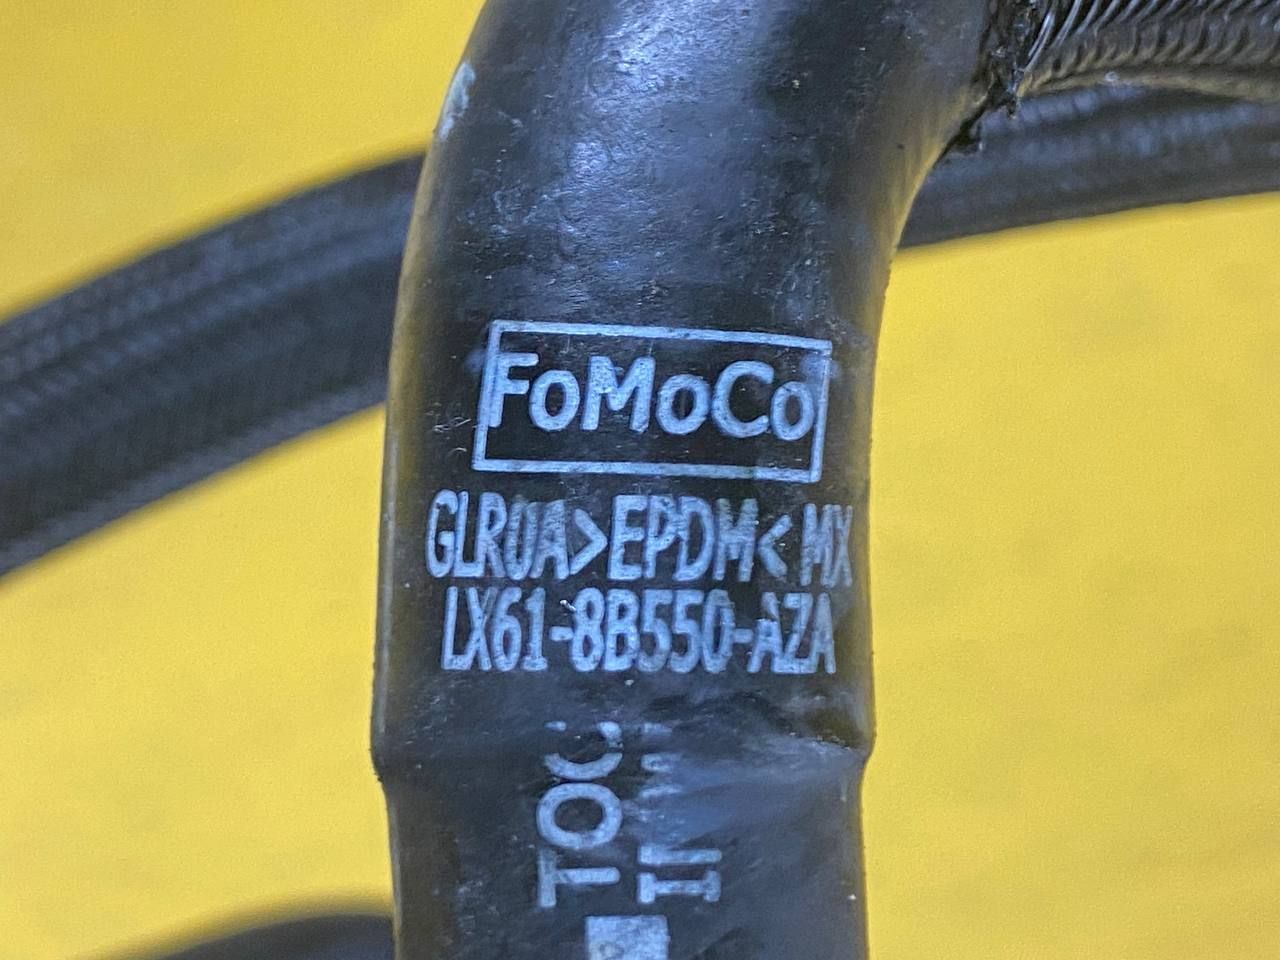 FoMoCo
GLR0A>EPDM< MX
LX61-8B550-AZA